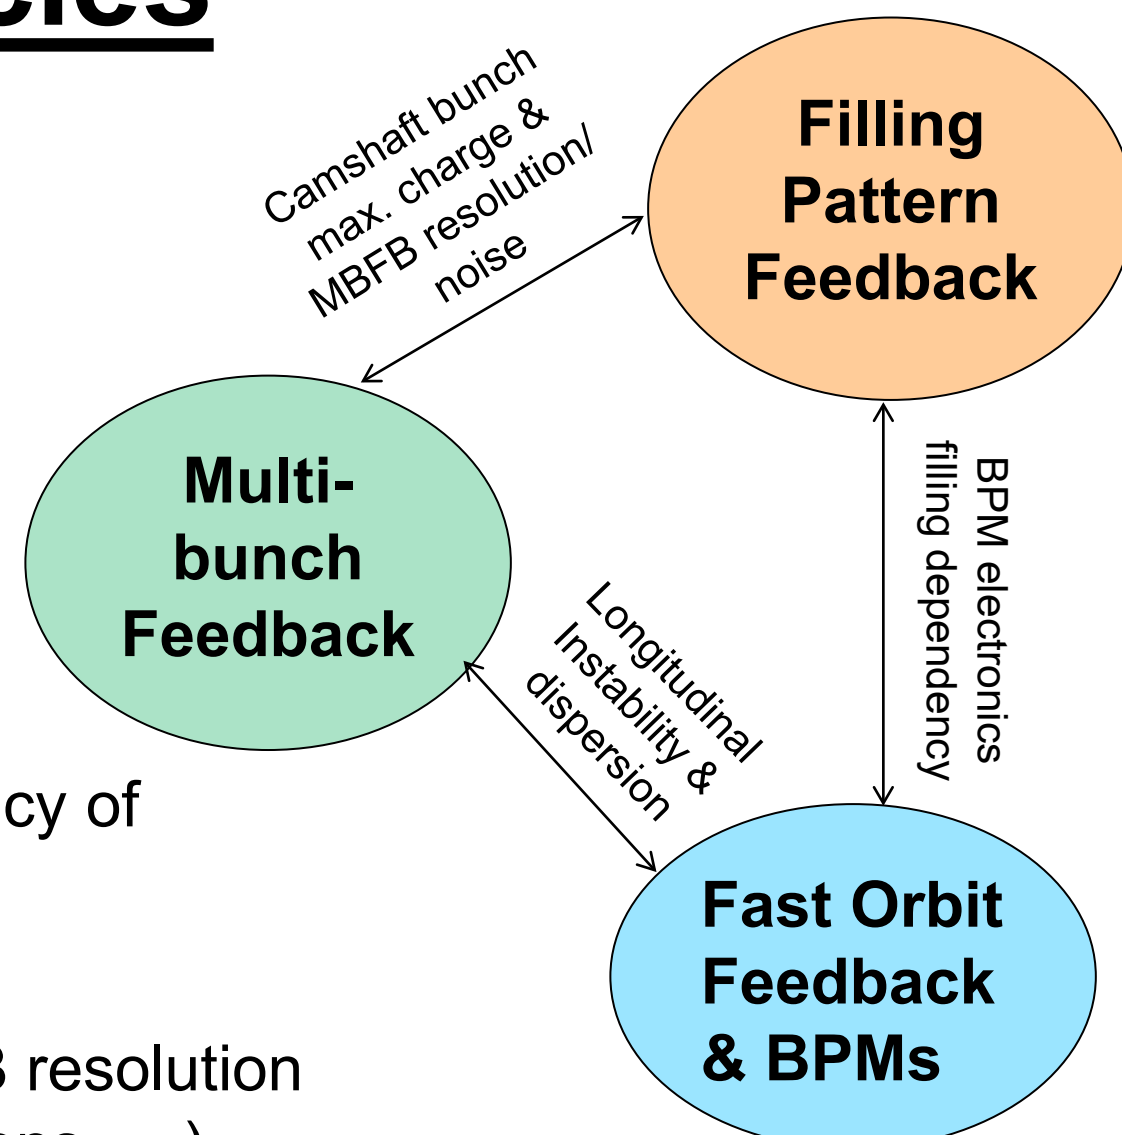 Camshaft bunch
max. charge &
MBFB resolution/
noise
Filling
Pattern
Feedback
Multi-
bunch
Feedback
BPM electronics
filling dependency
Longitudinal
Instability &
dispersion
cy of
Fast Orbit
Feedback
& BPMs
resolution